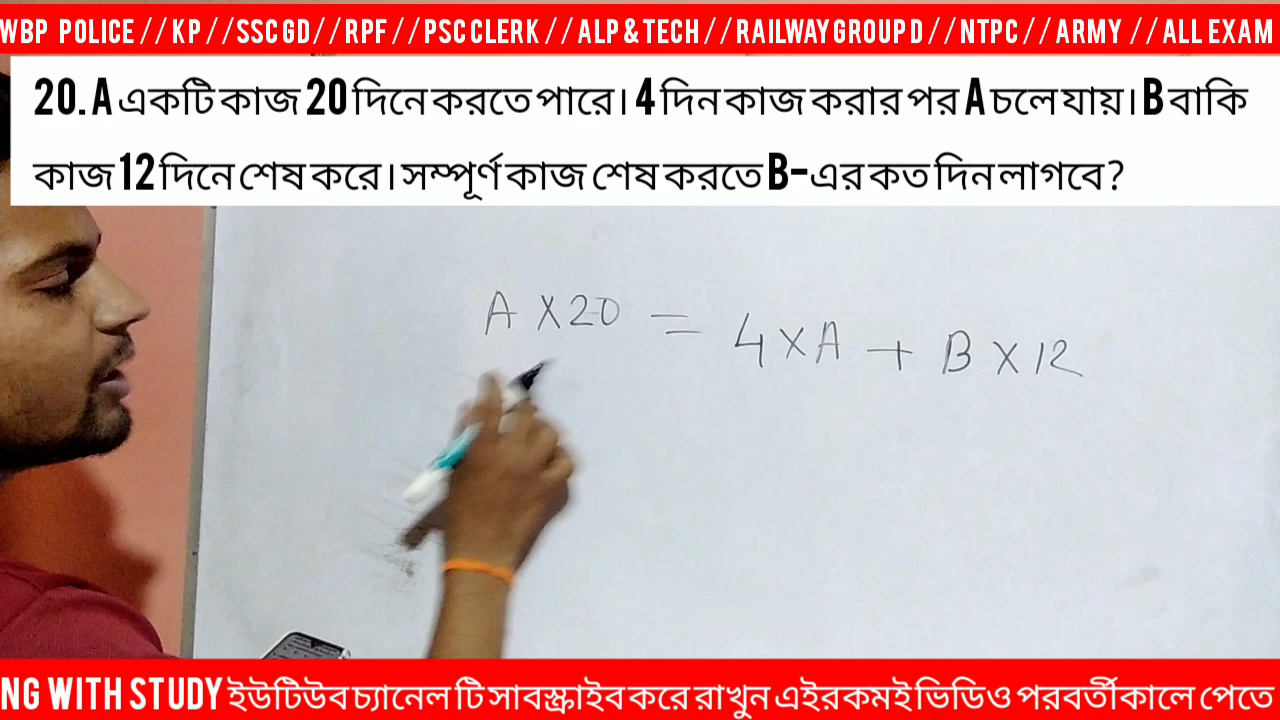 WBP POLICE // KP // SSC GD // RPF // PSC CLERK // ALP & TECH // RAILWAY GROUP D // NTPC // ARMY // ALL EXAM
20. A একটি কাজ 20 দিনে করতে পারে। 4 দিন কাজ করার পর A চলে যায়। B বাকি
কাজ 12 দিনে শেষ করে। সম্পূর্ণ কাজ শেষ করতে B-এর কত দিন লাগবে?
A X 20 = 4 X A + B X 12
NG WITH STUDY ইউটিউব চ্যানেল টি সাবস্ক্রাইব করে রাখুন এইরকমই ভিডিও পরবর্তীকালে পেতে